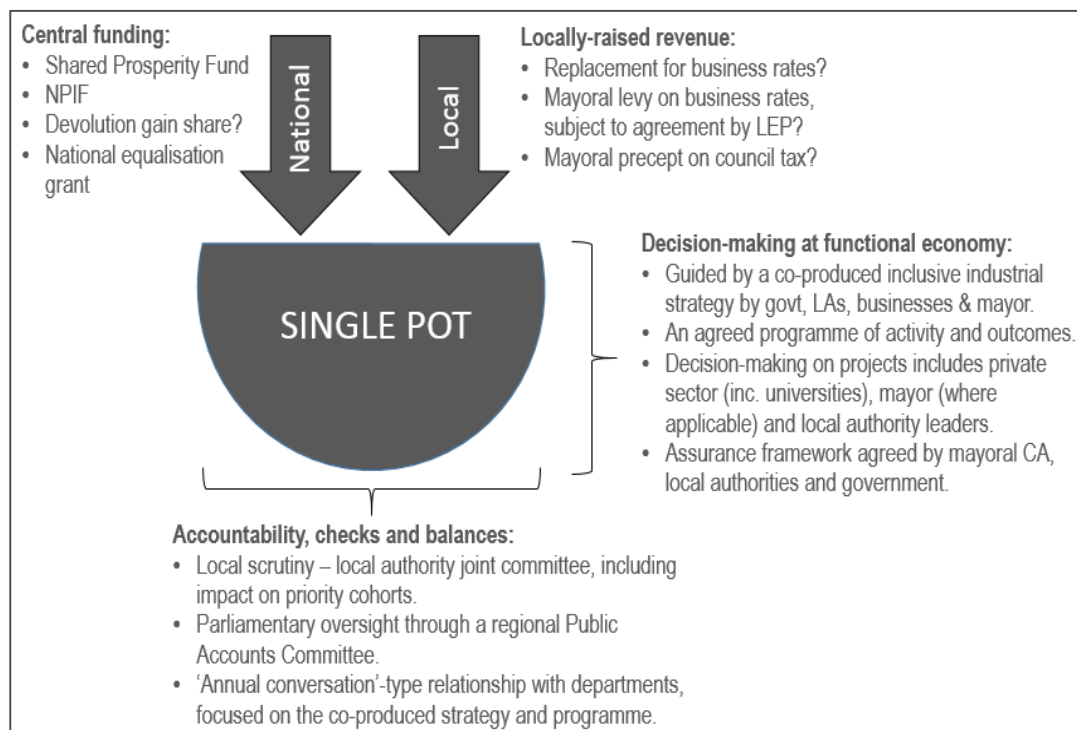 Central funding:
• Shared Prosperity Fund
• NPIF
• Devolution gain share?
• National equalisation
grant
National
Local
Locally-raised revenue:
• Replacement for business rates?
• Mayoral levy on business rates,
subject to agreement by LEP?
• Mayoral precept on council tax?
SINGLE POT
Decision-making at functional economy:
• Guided by a co-produced inclusive industrial
strategy by govt, LAs, businesses & mayor.
• An agreed programme of activity and outcomes.
• Decision-making on projects includes private
sector (inc. universities), mayor (where
applicable) and local authority leaders.
• Assurance framework agreed by mayoral CA,
local authorities and government.
Accountability, checks and balances:
• Local scrutiny – local authority joint committee, including
impact on priority cohorts.
• Parliamentary oversight through a regional Public
Accounts Committee.
• ‘Annual conversation’-type relationship with departments,
focused on the co-produced strategy and programme.